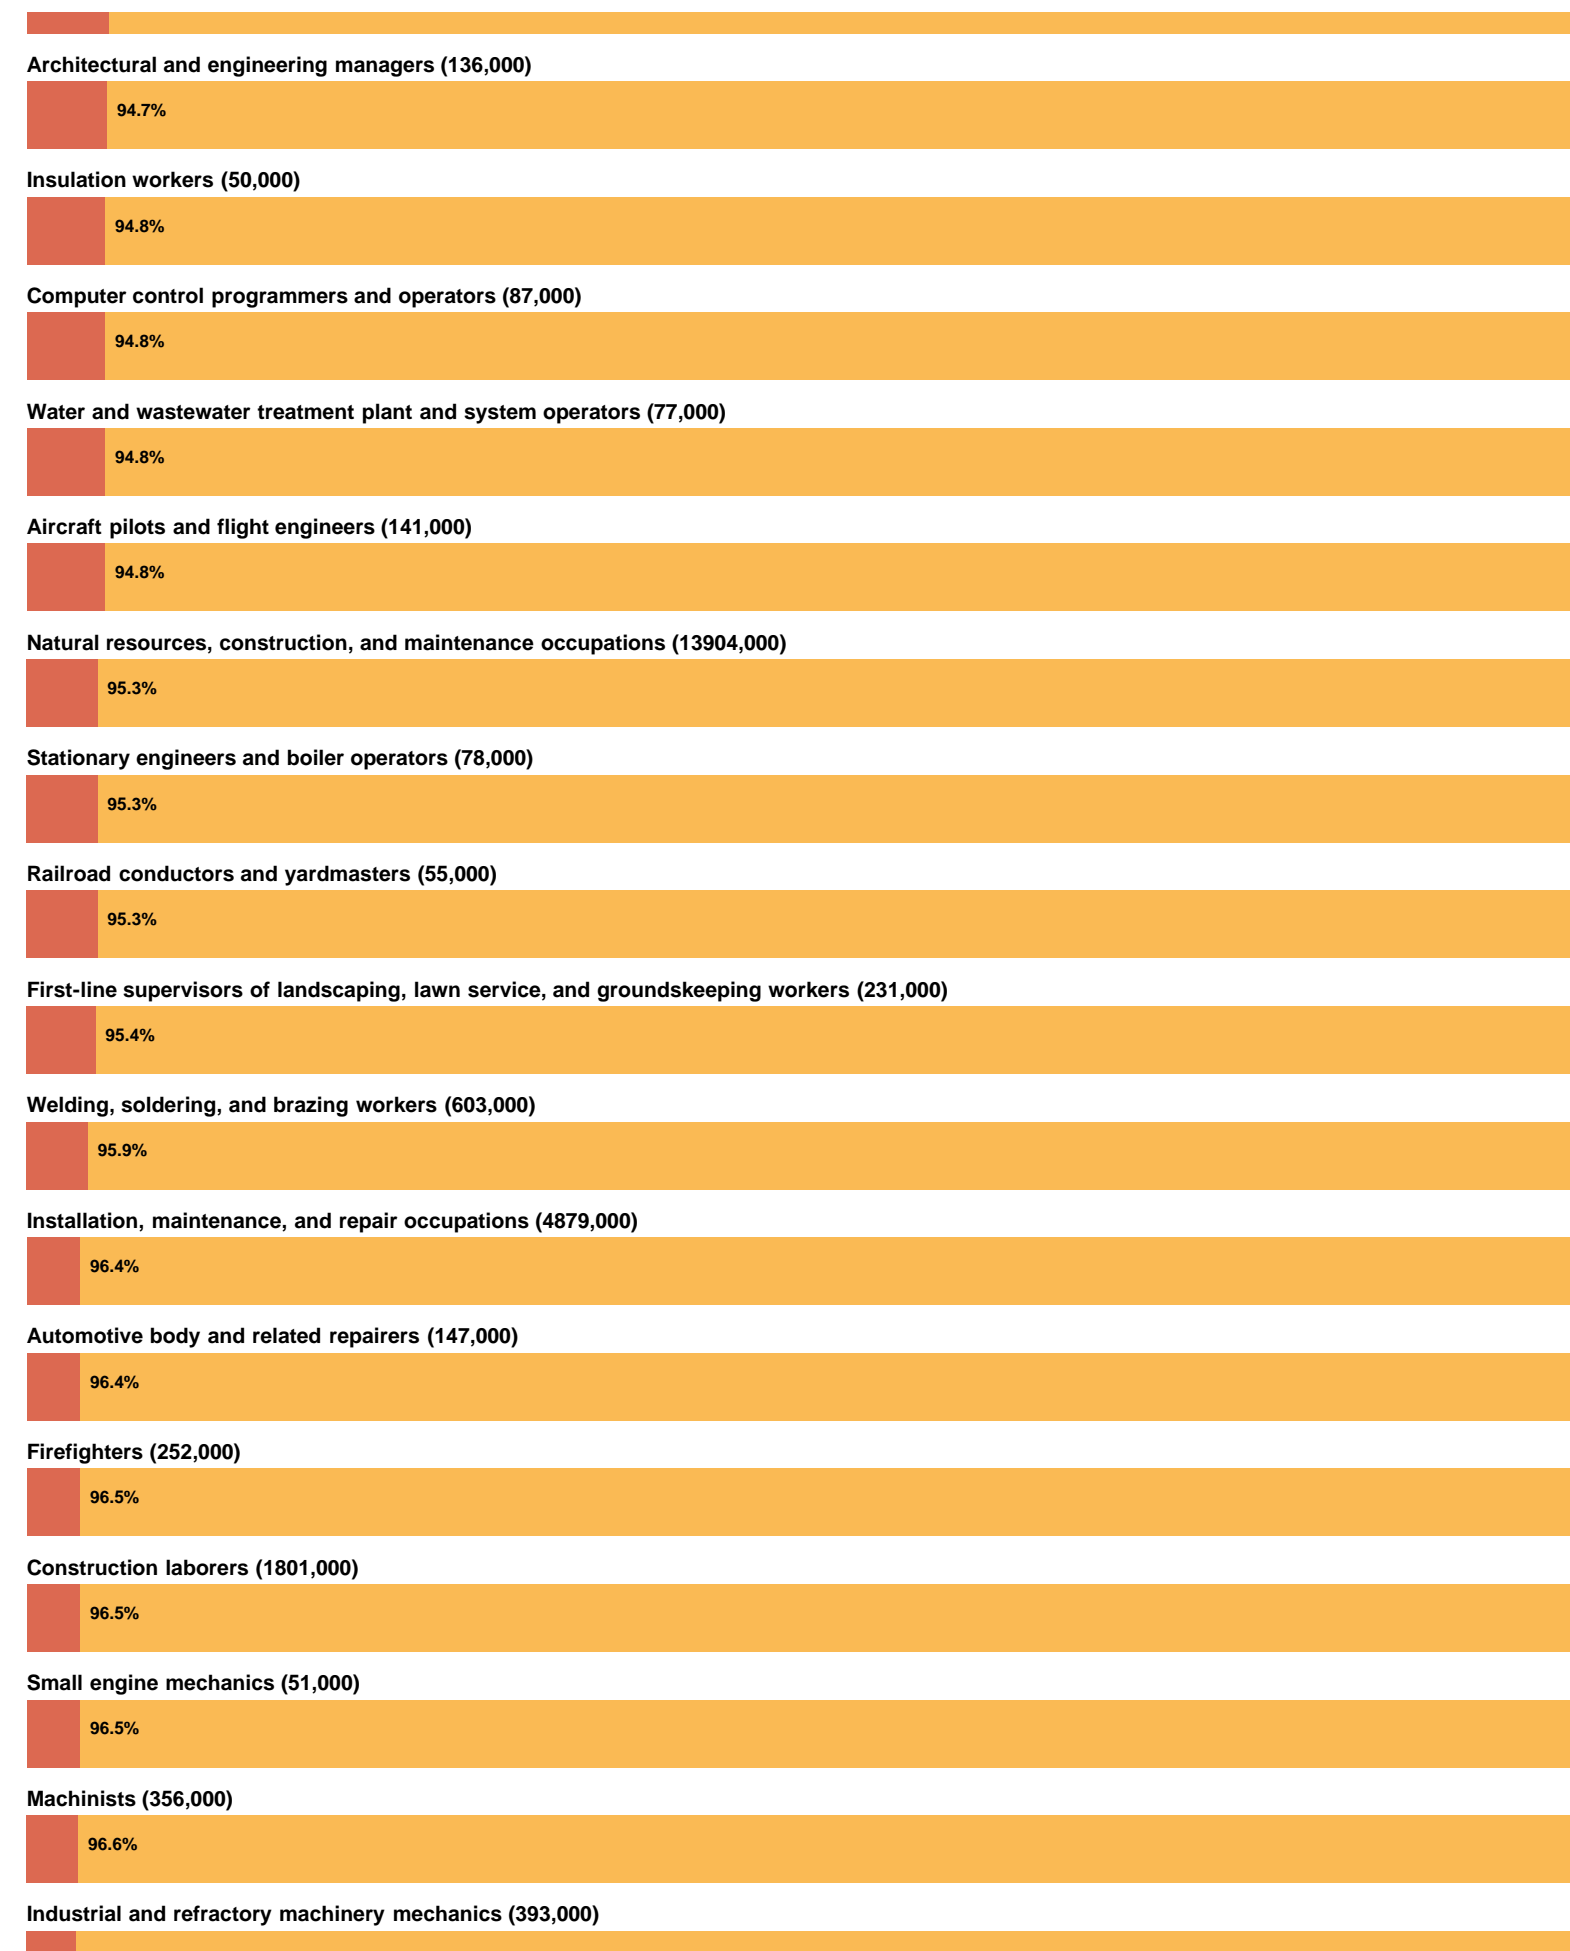 Architectural and engineering managers (136,000)
94.7%
Insulation workers (50,000)
94.8%
Computer control programmers and operators (87,000)
94.8%
Water and wastewater treatment plant and system operators (77,000)
94.8%
Aircraft pilots and flight engineers (141,000)
94.8%
Natural resources, construction, and maintenance occupations (13904,000)
95.3%
Stationary engineers and boiler operators (78,000)
95.3%
Railroad conductors and yardmasters (55,000)
95.3%
First-line supervisors of landscaping, lawn service, and groundskeeping workers (231,000)
95.4%
Welding, soldering, and brazing workers (603,000)
95.9%
Installation, maintenance, and repair occupations (4879,000)
96.4%
Automotive body and related repairers (147,000)
96.4%
Firefighters (252,000)
96.5%
Construction laborers (1801,000)
96.5%
Small engine mechanics (51,000)
96.5%
Machinists (356,000)
96.6%
Industrial and refractory machinery mechanics (393,000)